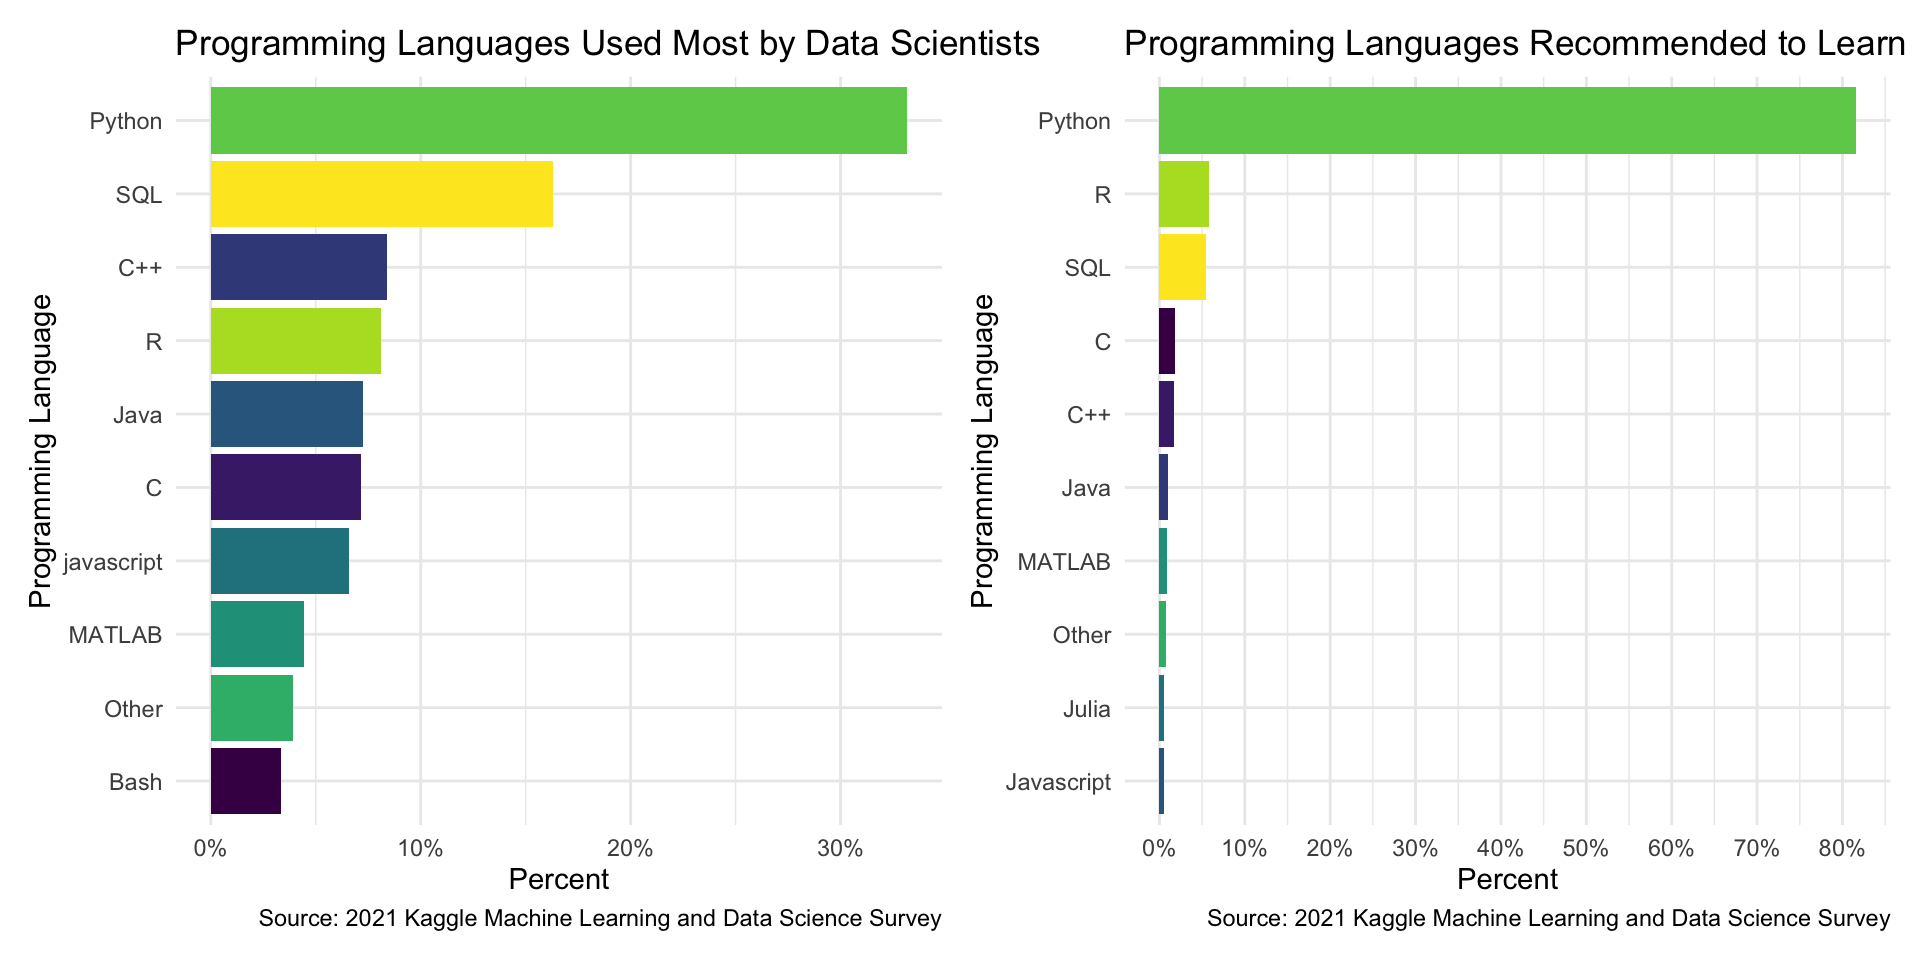 Programming Languages Used Most by Data Scientists
Programming Language
Python
SQL
C++
R
Java
C
javascript
MATLAB
Other
Bash
0% 10% 20% 30%
Percent
Source: 2021 Kaggle Machine Learning and Data Science Survey
Programming Languages Recommended to Learn
Programming Language
Python
R
SQL
C
C++
Java
MATLAB
Other
Julia
Javascript
0% 10% 20% 30% 40% 50% 60% 70% 80%
Percent
Source: 2021 Kaggle Machine Learning and Data Science Survey